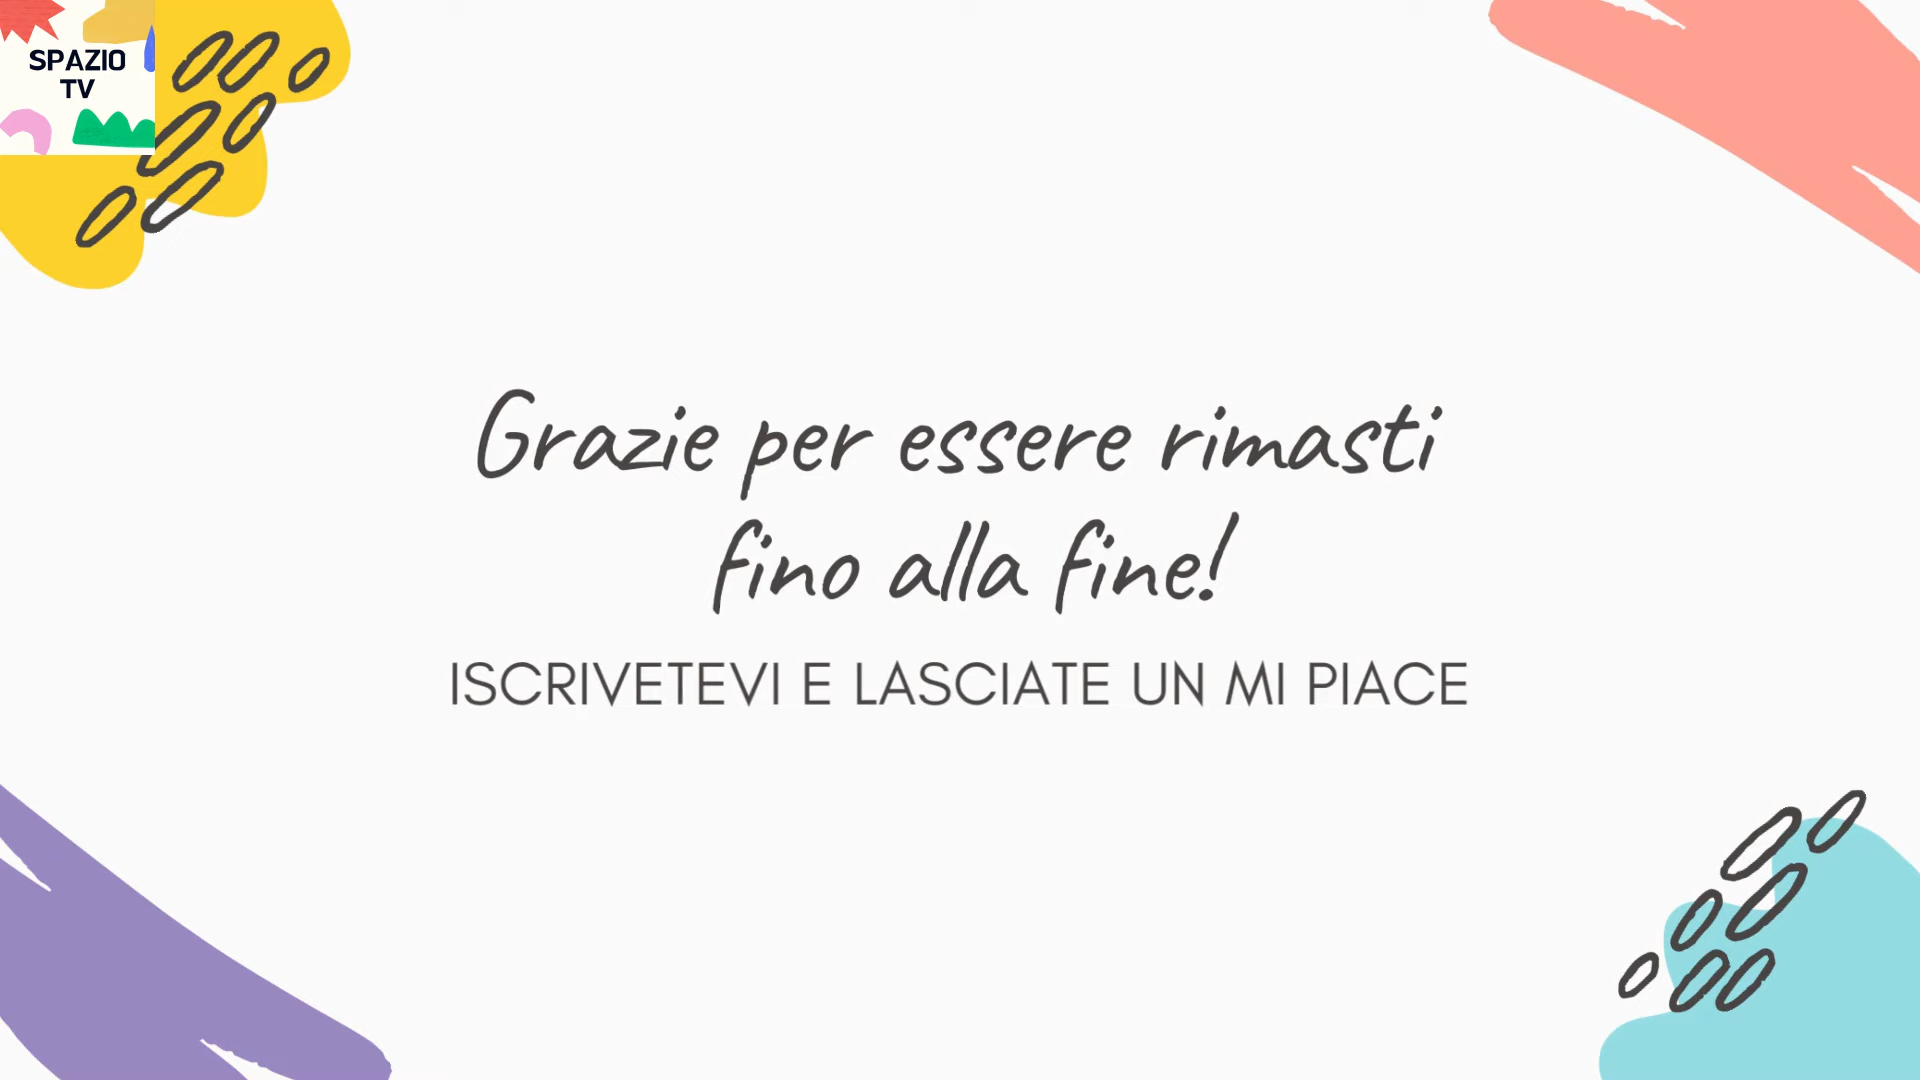 SPAZIO
TV
Grazie per essere rimasti
fino alla fine!
ISCRIVETEVI E LASCIATE UN MI PIACE